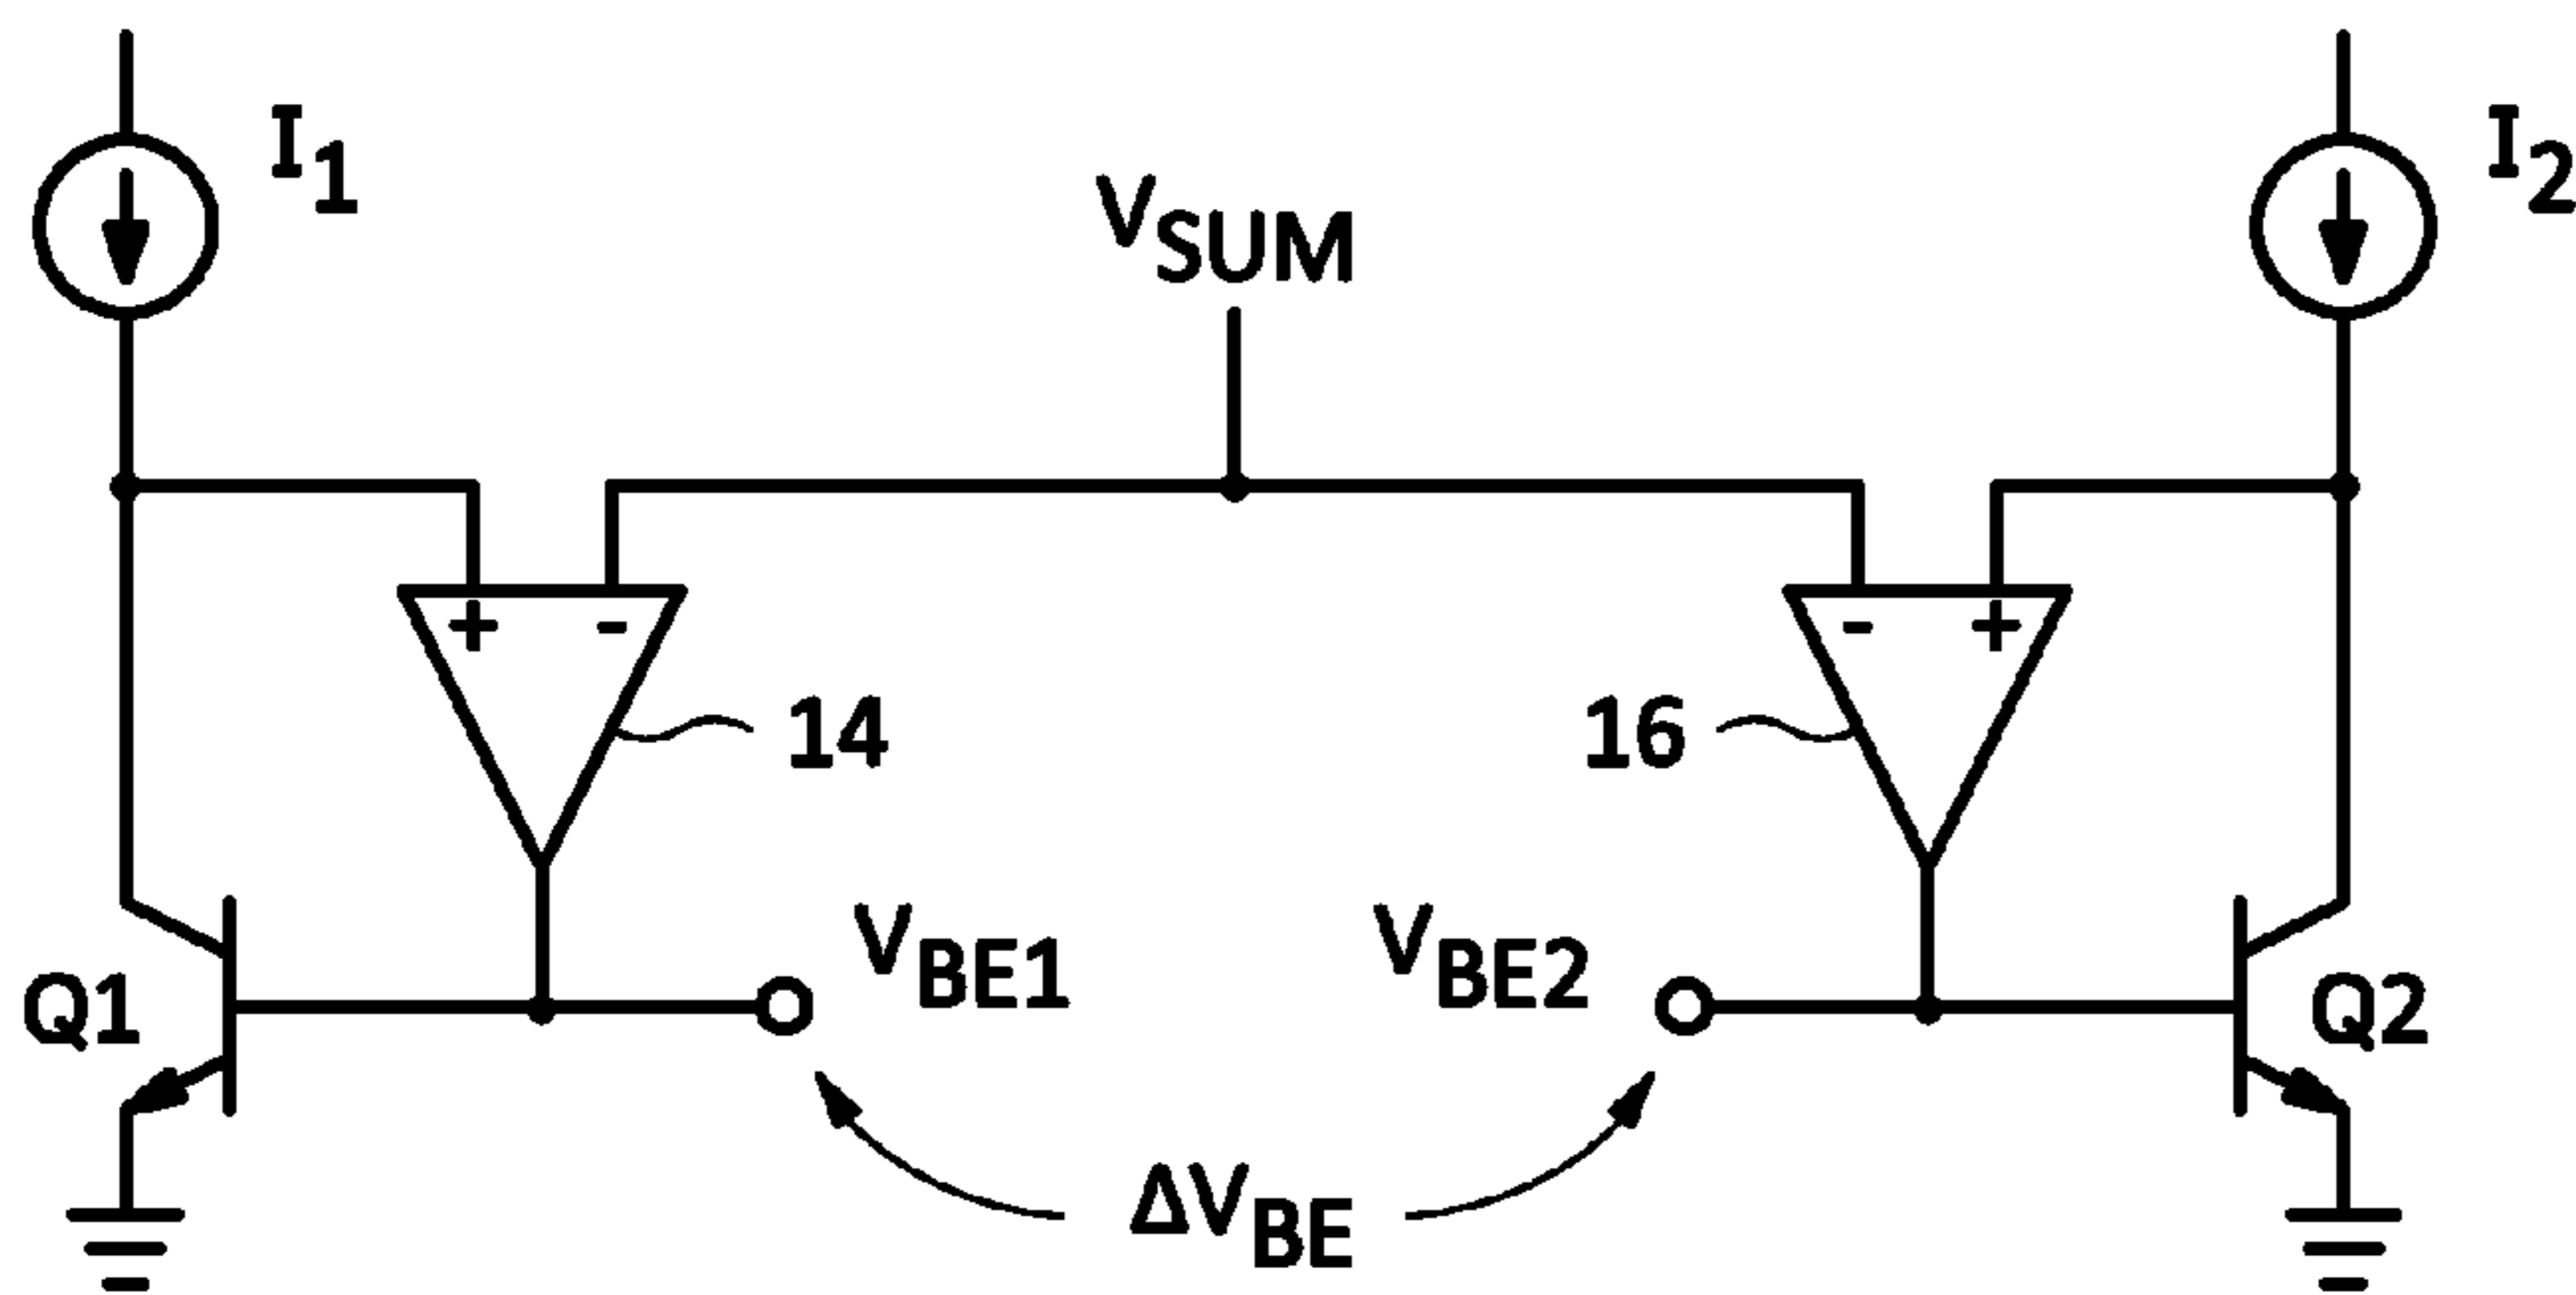 I1
I2
VSUM
+ -
- +
14
16
VBE1
VBE2
Q1
Q2
ΔVBE